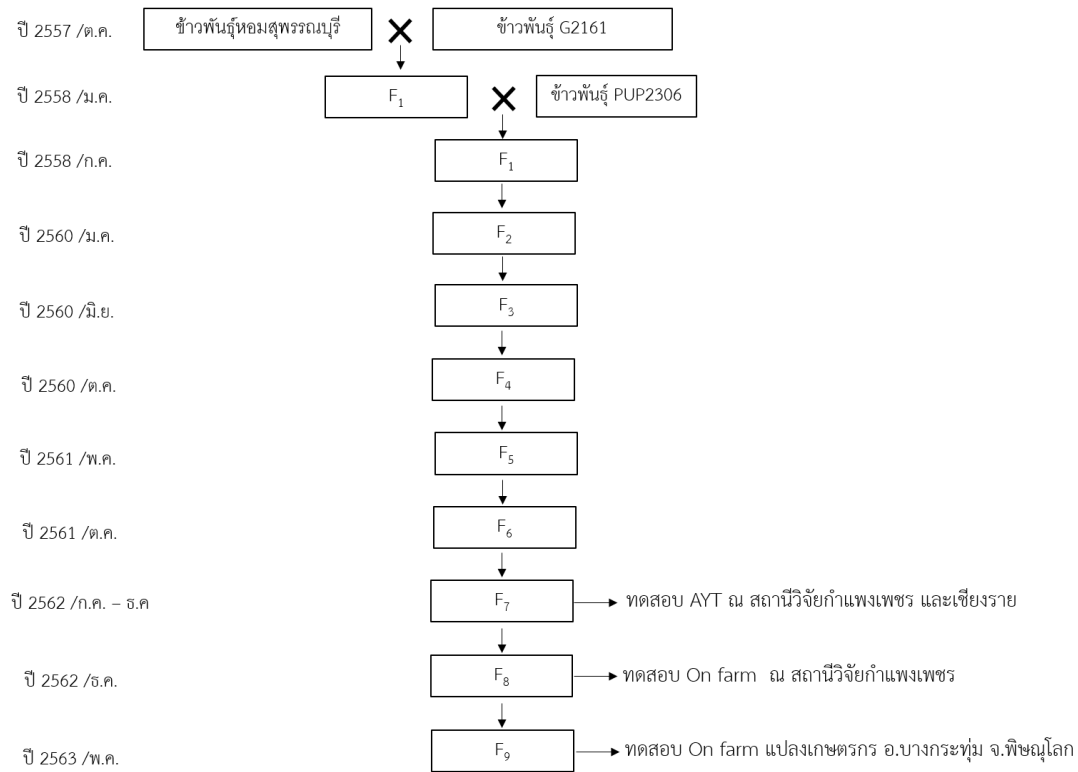 ปี 2557 /ต.ค. ข้าวพันธุ์หอมสุพรรณบุรี ข้าวพันธุ์ G2161
ปี 2558 /ม.ค. F₁ ข้าวพันธุ์ PUP2306
ปี 2558 /ก.ค. F₁
ปี 2560 /ม.ค. F₂
ปี 2560 /มิ.ย. F₃
ปี 2560 /ต.ค. F₄
ปี 2561 /พ.ค. F₅
ปี 2561 /ต.ค. F₆
ปี 2562 /ก.ค. – ธ.ค F₇ ทดสอบ AYT ณ สถานีวิจัยกำแพงเพชร และเชียงราย
ปี 2562 /ธ.ค. F₈ ทดสอบ On farm ณ สถานีวิจัยกำแพงเพชร
ปี 2563 /พ.ค. F₉ ทดสอบ On farm แปลงเกษตรกร อ.บางกระทุ่ม จ.พิษณุโลก